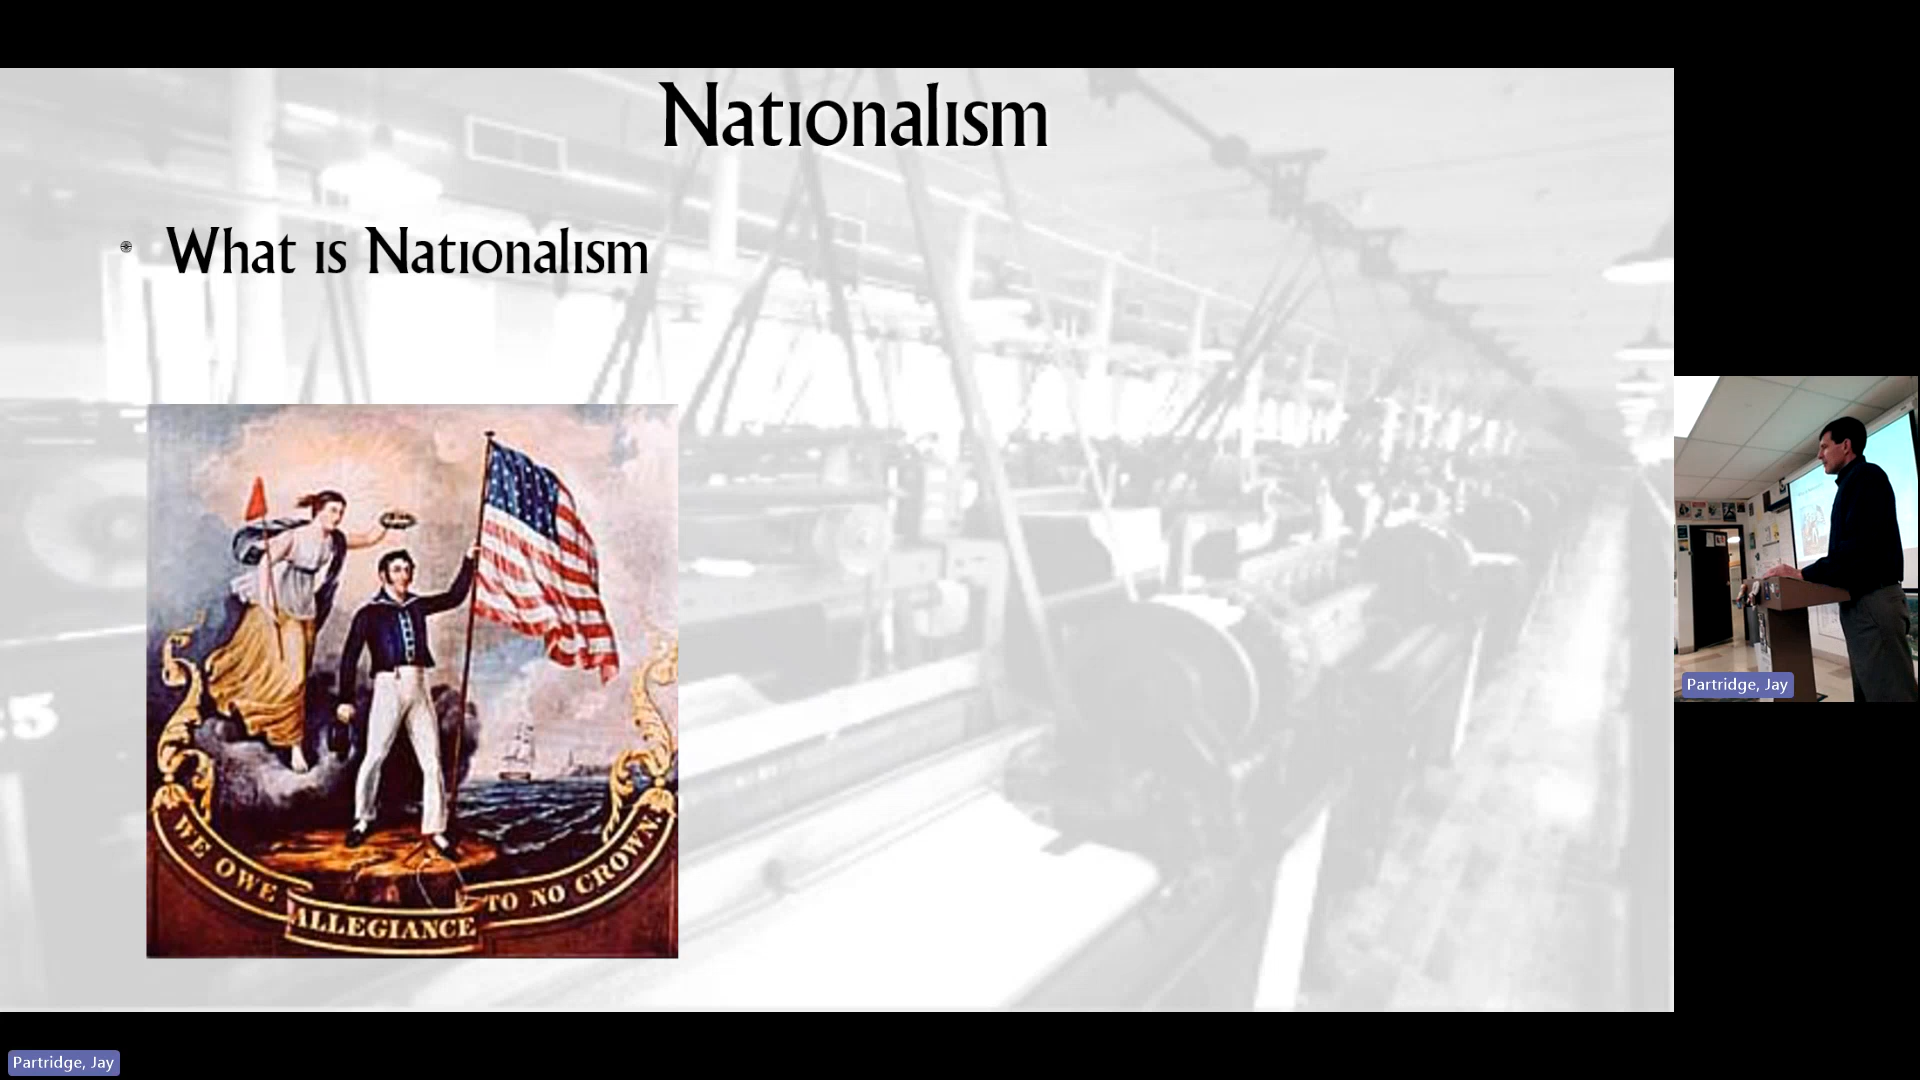 Nationalism
What is Nationalism
WE OWE
ALLEGIANCE
TO NO CROWN.
Partridge, Jay
Partridge, Jay